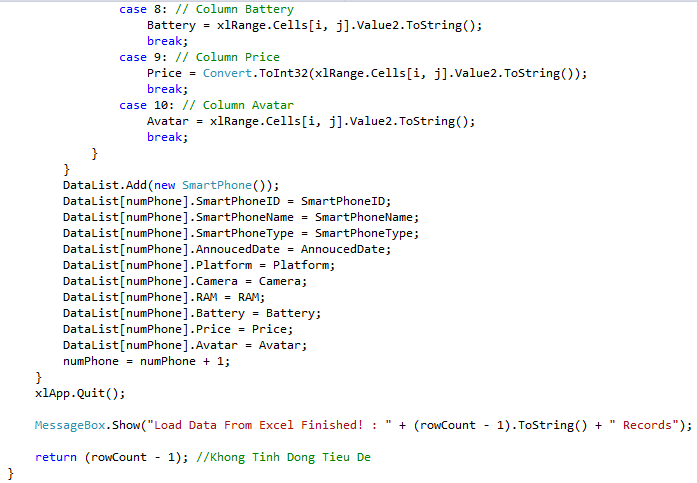 case 8: // Column Battery
Battery = xlRange.Cells[i, j].Value2.ToString();
break;
case 9: // Column Price
Price = Convert.ToInt32(xlRange.Cells[i, j].Value2.ToString());
break;
case 10: // Column Avatar
Avatar = xlRange.Cells[i, j].Value2.ToString();
break;
}
}
DataList.Add(new SmartPhone());
DataList[numPhone].SmartPhoneID = SmartPhoneID;
DataList[numPhone].SmartPhoneName = SmartPhoneName;
DataList[numPhone].SmartPhoneType = SmartPhoneType;
DataList[numPhone].AnnoucedDate = AnnoucedDate;
DataList[numPhone].Platform = Platform;
DataList[numPhone].Camera = Camera;
DataList[numPhone].RAM = RAM;
DataList[numPhone].Battery = Battery;
DataList[numPhone].Price = Price;
DataList[numPhone].Avatar = Avatar;
numPhone = numPhone + 1;
}
xlApp.Quit();
MessageBox.Show("Load Data From Excel Finished! : " + (rowCount - 1).ToString() + " Records");
return (rowCount - 1); //Khong Tinh Dong Tieu De
}